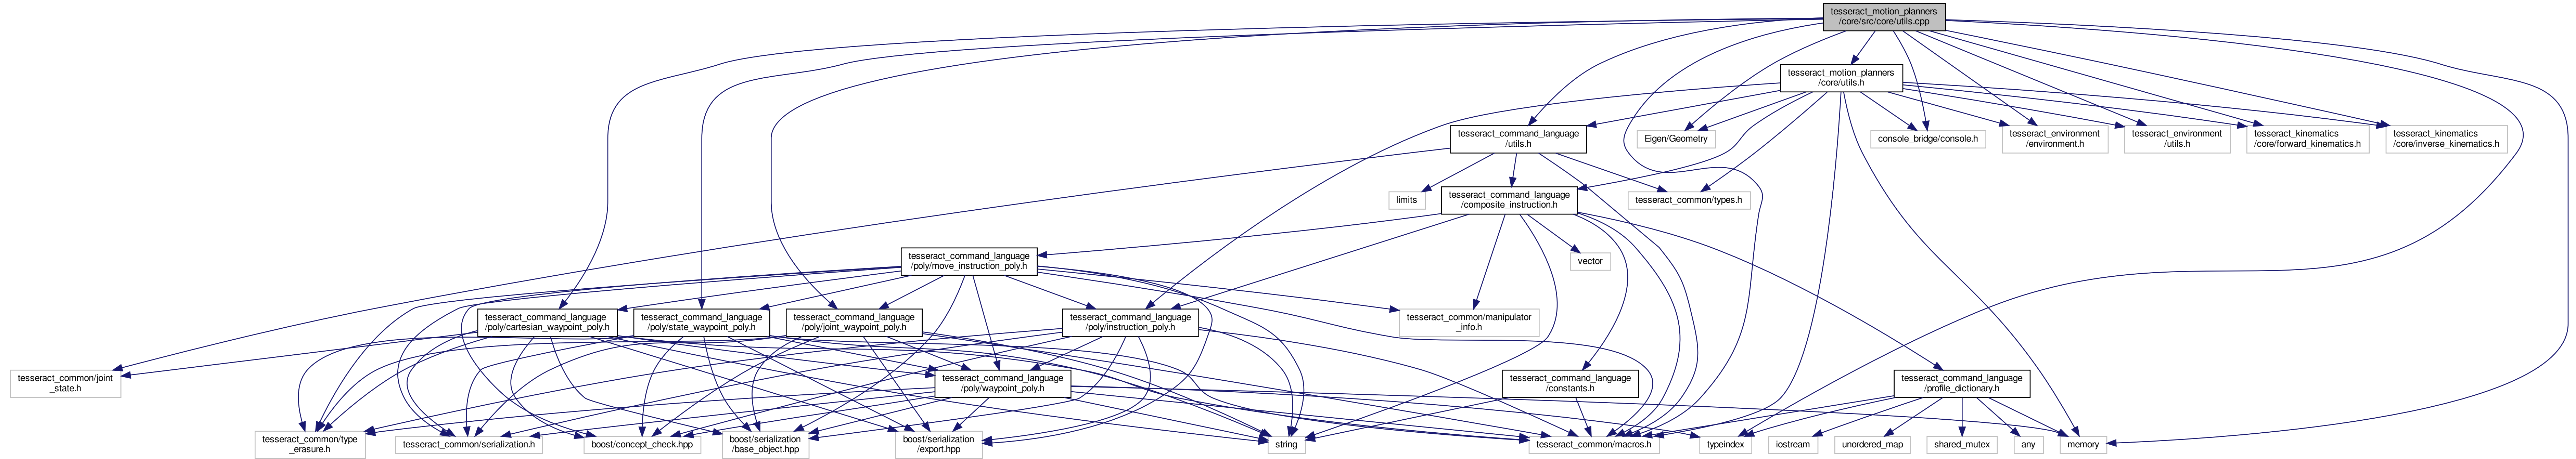 tesseract_motion_planners
/core/src/core/utils.cpp
tesseract_motion_planners
/core/utils.h
tesseract_command_language
/utils.h
Eigen/Geometry
console_bridge/console.h
tesseract_environment
/environment.h
tesseract_environment
/utils.h
tesseract_kinematics
/core/forward_kinematics.h
tesseract_kinematics
/core/inverse_kinematics.h
limits
tesseract_command_language
/composite_instruction.h
tesseract_common/types.h
tesseract_command_language
/poly/move_instruction_poly.h
vector
tesseract_command_language
/poly/cartesian_waypoint_poly.h
tesseract_command_language
/poly/state_waypoint_poly.h
tesseract_command_language
/poly/joint_waypoint_poly.h
tesseract_command_language
/poly/instruction_poly.h
tesseract_common/manipulator
_info.h
tesseract_common/joint
_state.h
tesseract_command_language
/poly/waypoint_poly.h
tesseract_command_language
/constants.h
tesseract_command_language
/profile_dictionary.h
tesseract_common/type
_erasure.h
tesseract_common/serialization.h
boost/concept_check.hpp
boost/serialization
/base_object.hpp
boost/serialization
/export.hpp
string
tesseract_common/macros.h
typeindex
iostream
unordered_map
shared_mutex
any
memory